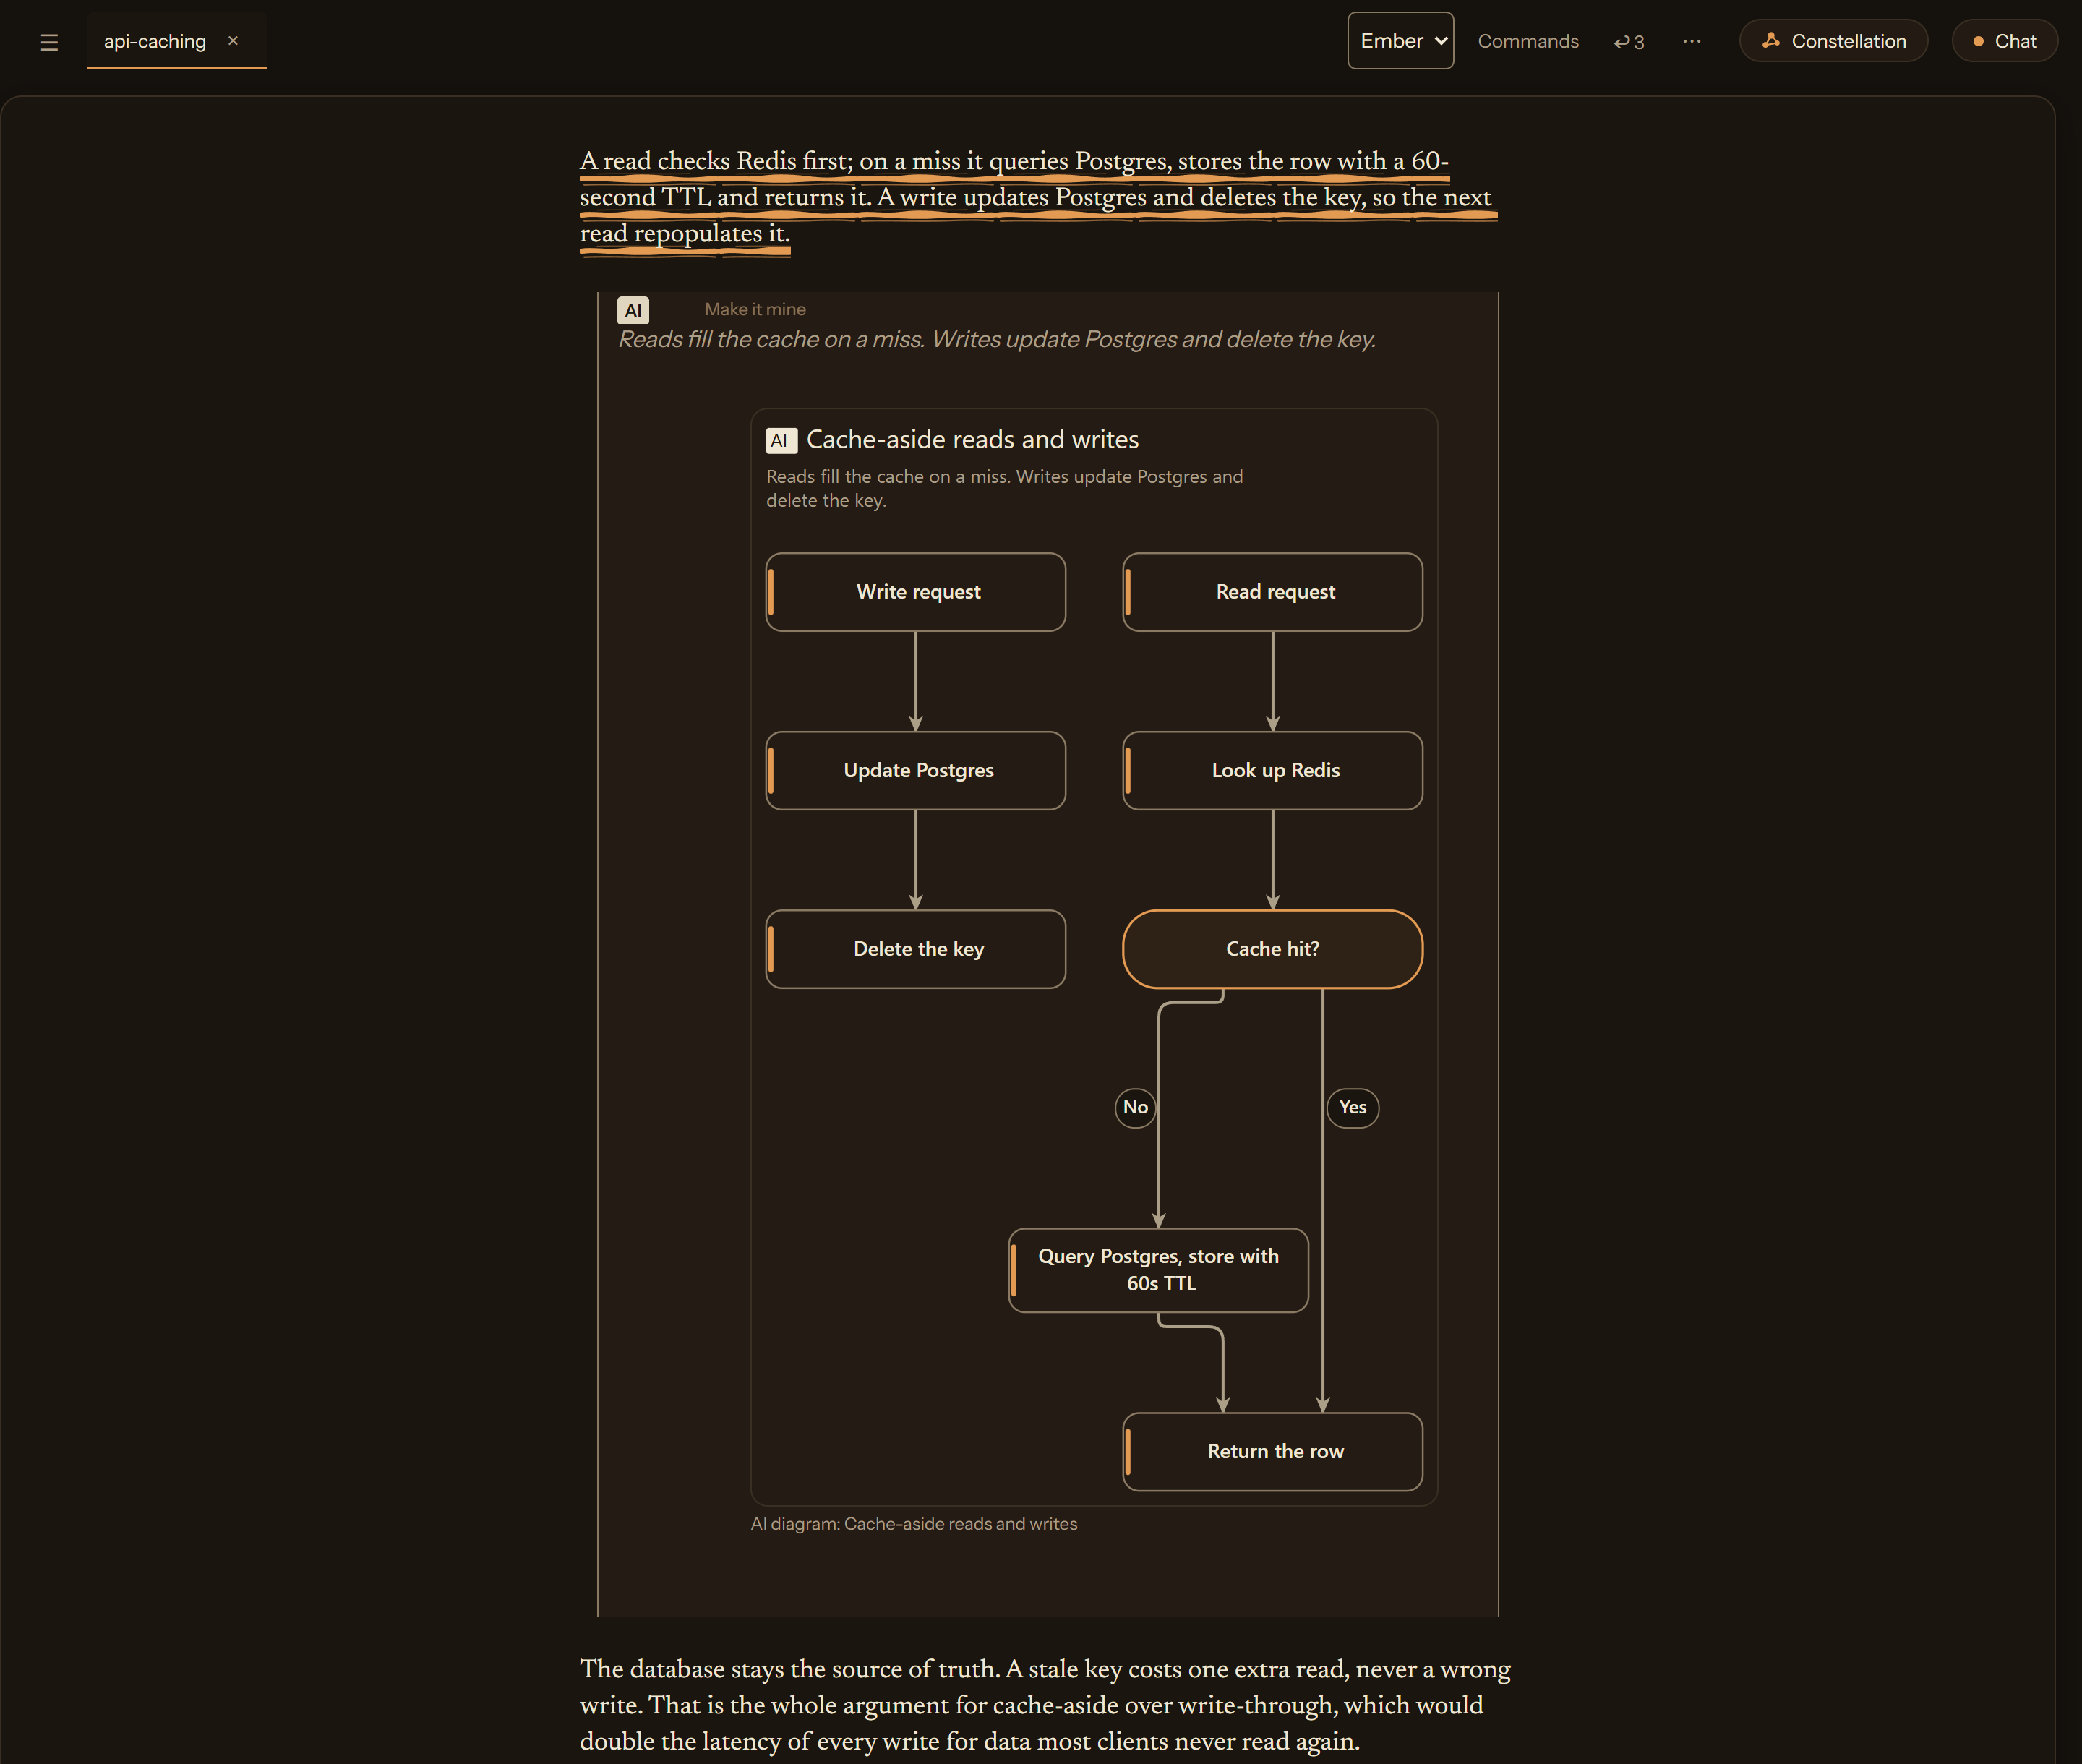 api-caching ×
Ember
Commands
3
Constellation
Chat
A read checks Redis first; on a miss it queries Postgres, stores the row with a 60-
second TTL and returns it. A write updates Postgres and deletes the key, so the next
read repopulates it.
AI Make it mine
Reads fill the cache on a miss. Writes update Postgres and delete the key.
AI Cache-aside reads and writes
Reads fill the cache on a miss. Writes update Postgres and
delete the key.
Write request
Read request
Update Postgres
Look up Redis
Delete the key
Cache hit?
No
Yes
Query Postgres, store with
60s TTL
Return the row
AI diagram: Cache-aside reads and writes
The database stays the source of truth. A stale key costs one extra read, never a wrong
write. That is the whole argument for cache-aside over write-through, which would
double the latency of every write for data most clients never read again.